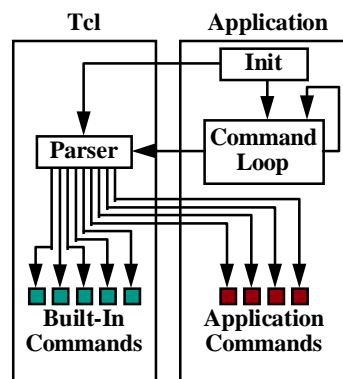 Tcl
Application
Init
Command
Loop
Parser
Built-In
Commands
Application
Commands